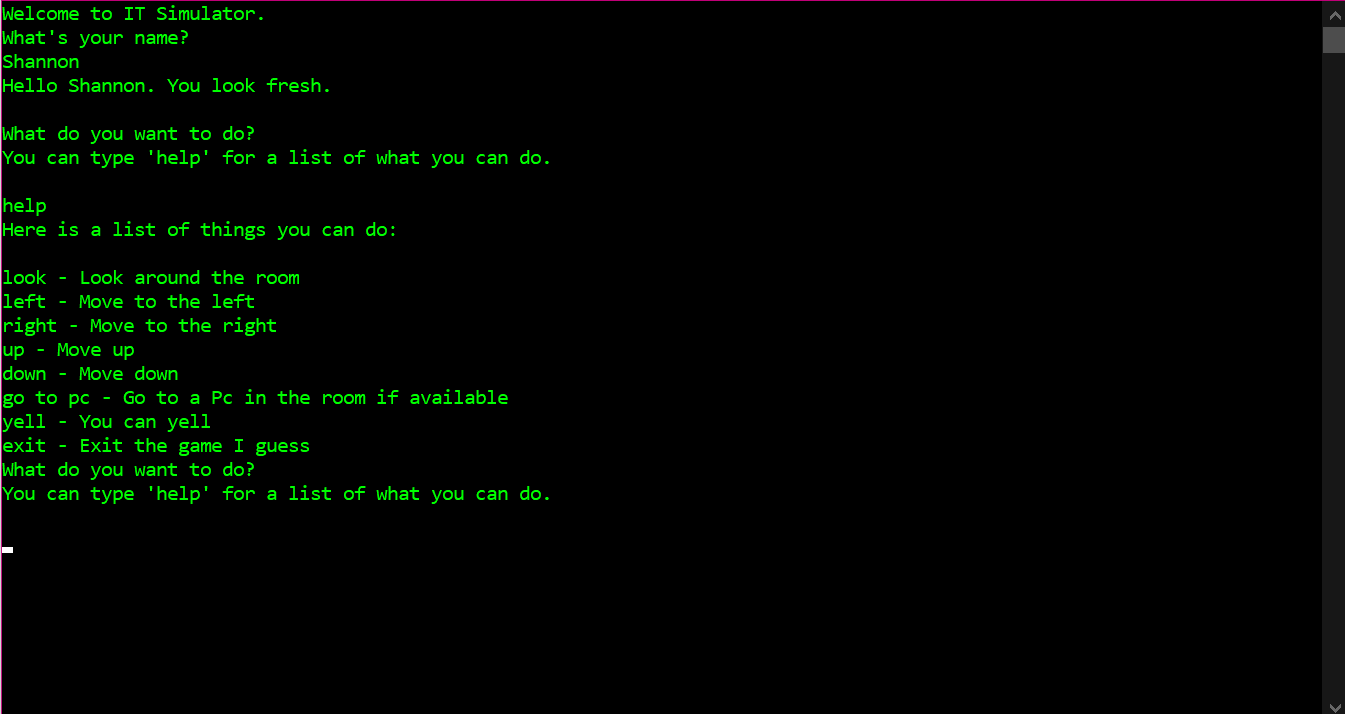 Welcome to IT Simulator.
What's your name?
Shannon
Hello Shannon. You look fresh.
What do you want to do?
You can type 'help' for a list of what you can do.
help
Here is a list of things you can do:
look - Look around the room
left - Move to the left
right - Move to the right
up - Move up
down - Move down
go to pc - Go to a Pc in the room if available
yell - You can yell
exit - Exit the game I guess
What do you want to do?
You can type 'help' for a list of what you can do.